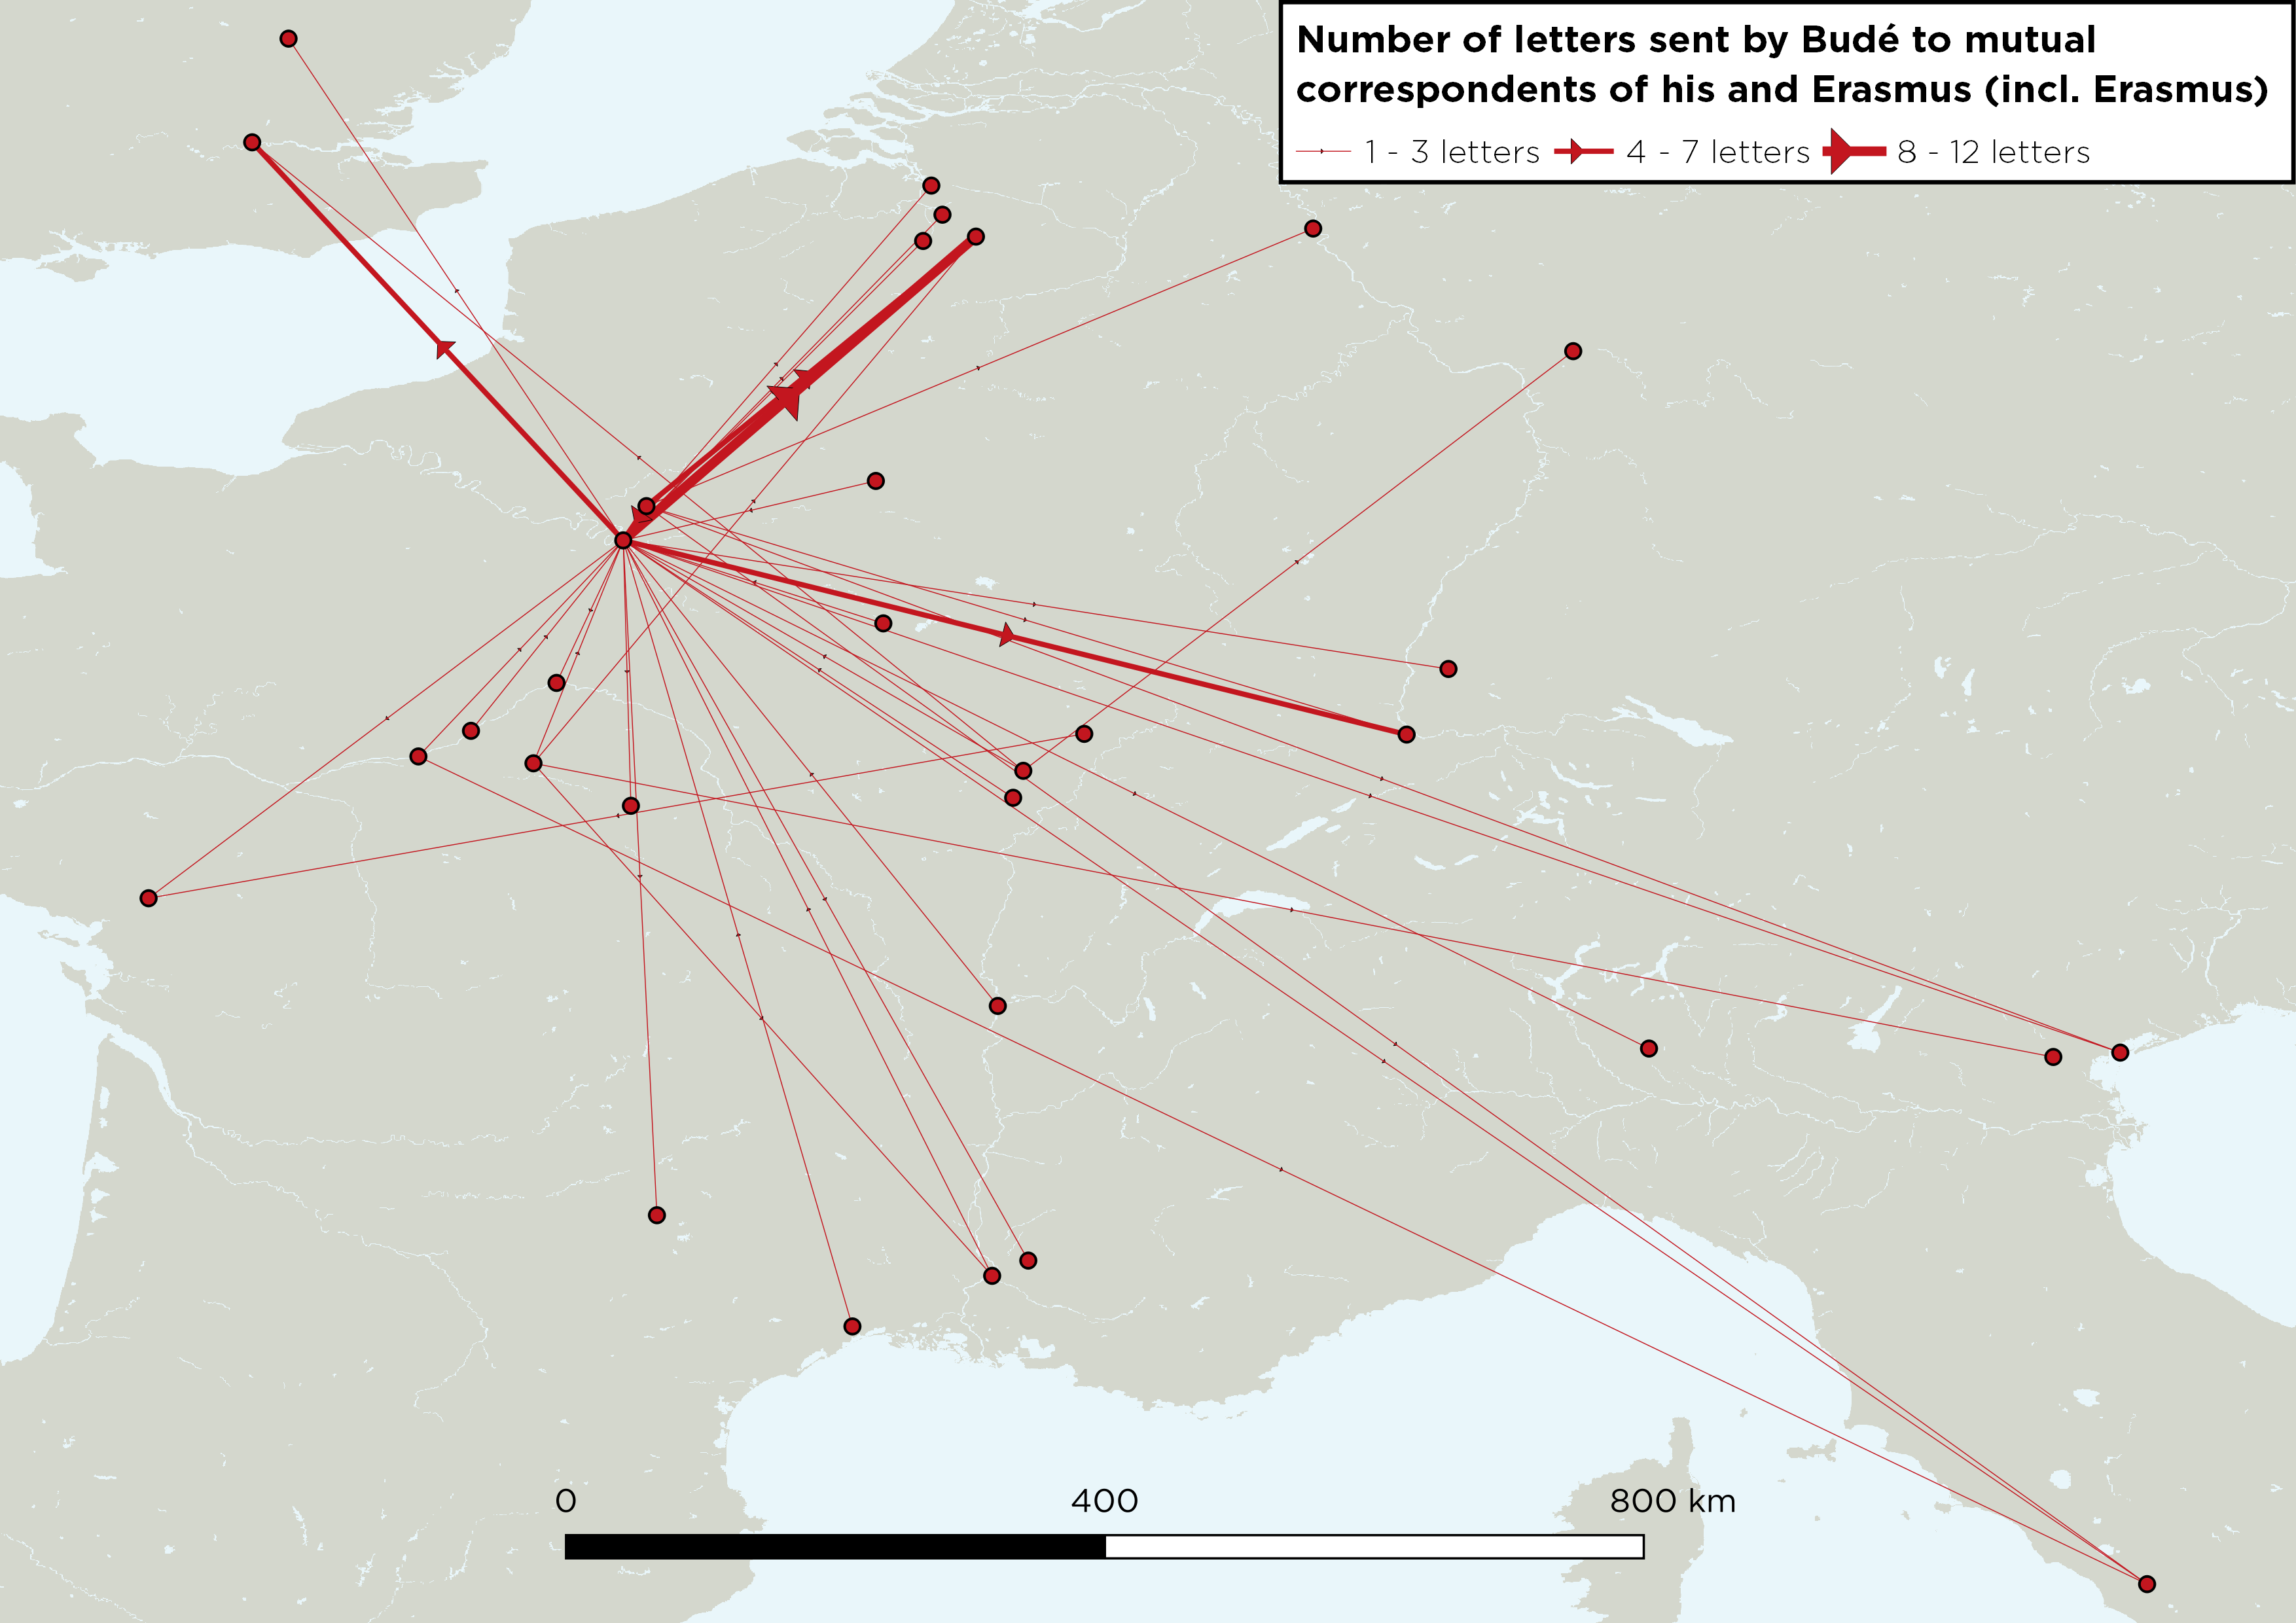 Number of letters sent by Budé to mutual
correspondents of his and Erasmus (incl. Erasmus)
1 - 3 letters 4 - 7 letters 8 - 12 letters
0 400 800 km